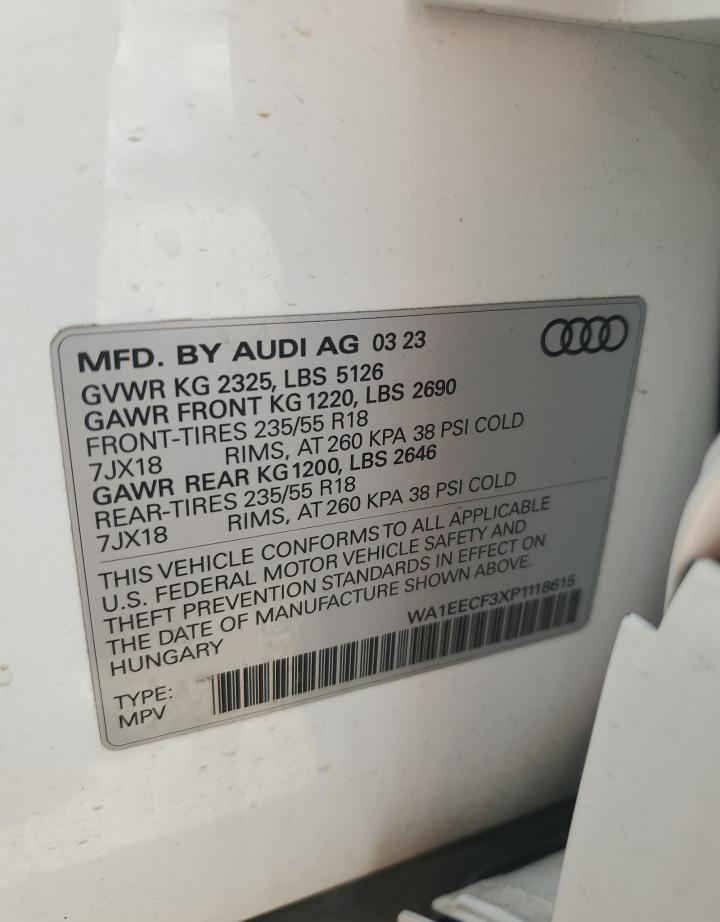 MFD. BY AUDI AG 03 23
GVWR KG 2325, LBS 5126
GAWR FRONT KG 1220, LBS 2690
FRONT-TIRES 235/55 R18
7JX18 RIMS, AT 260 KPA 38 PSI COLD
GAWR REAR KG 1200, LBS 2646
REAR-TIRES 235/55 R18
7JX18 RIMS, AT 260 KPA 38 PSI COLD
THIS VEHICLE CONFORMS TO ALL APPLICABLE
U.S. FEDERAL MOTOR VEHICLE SAFETY AND
THEFT PREVENTION STANDARDS IN EFFECT ON
THE DATE OF MANUFACTURE SHOWN ABOVE.
HUNGARY WA1EECF3XP1118615
TYPE:
MPV